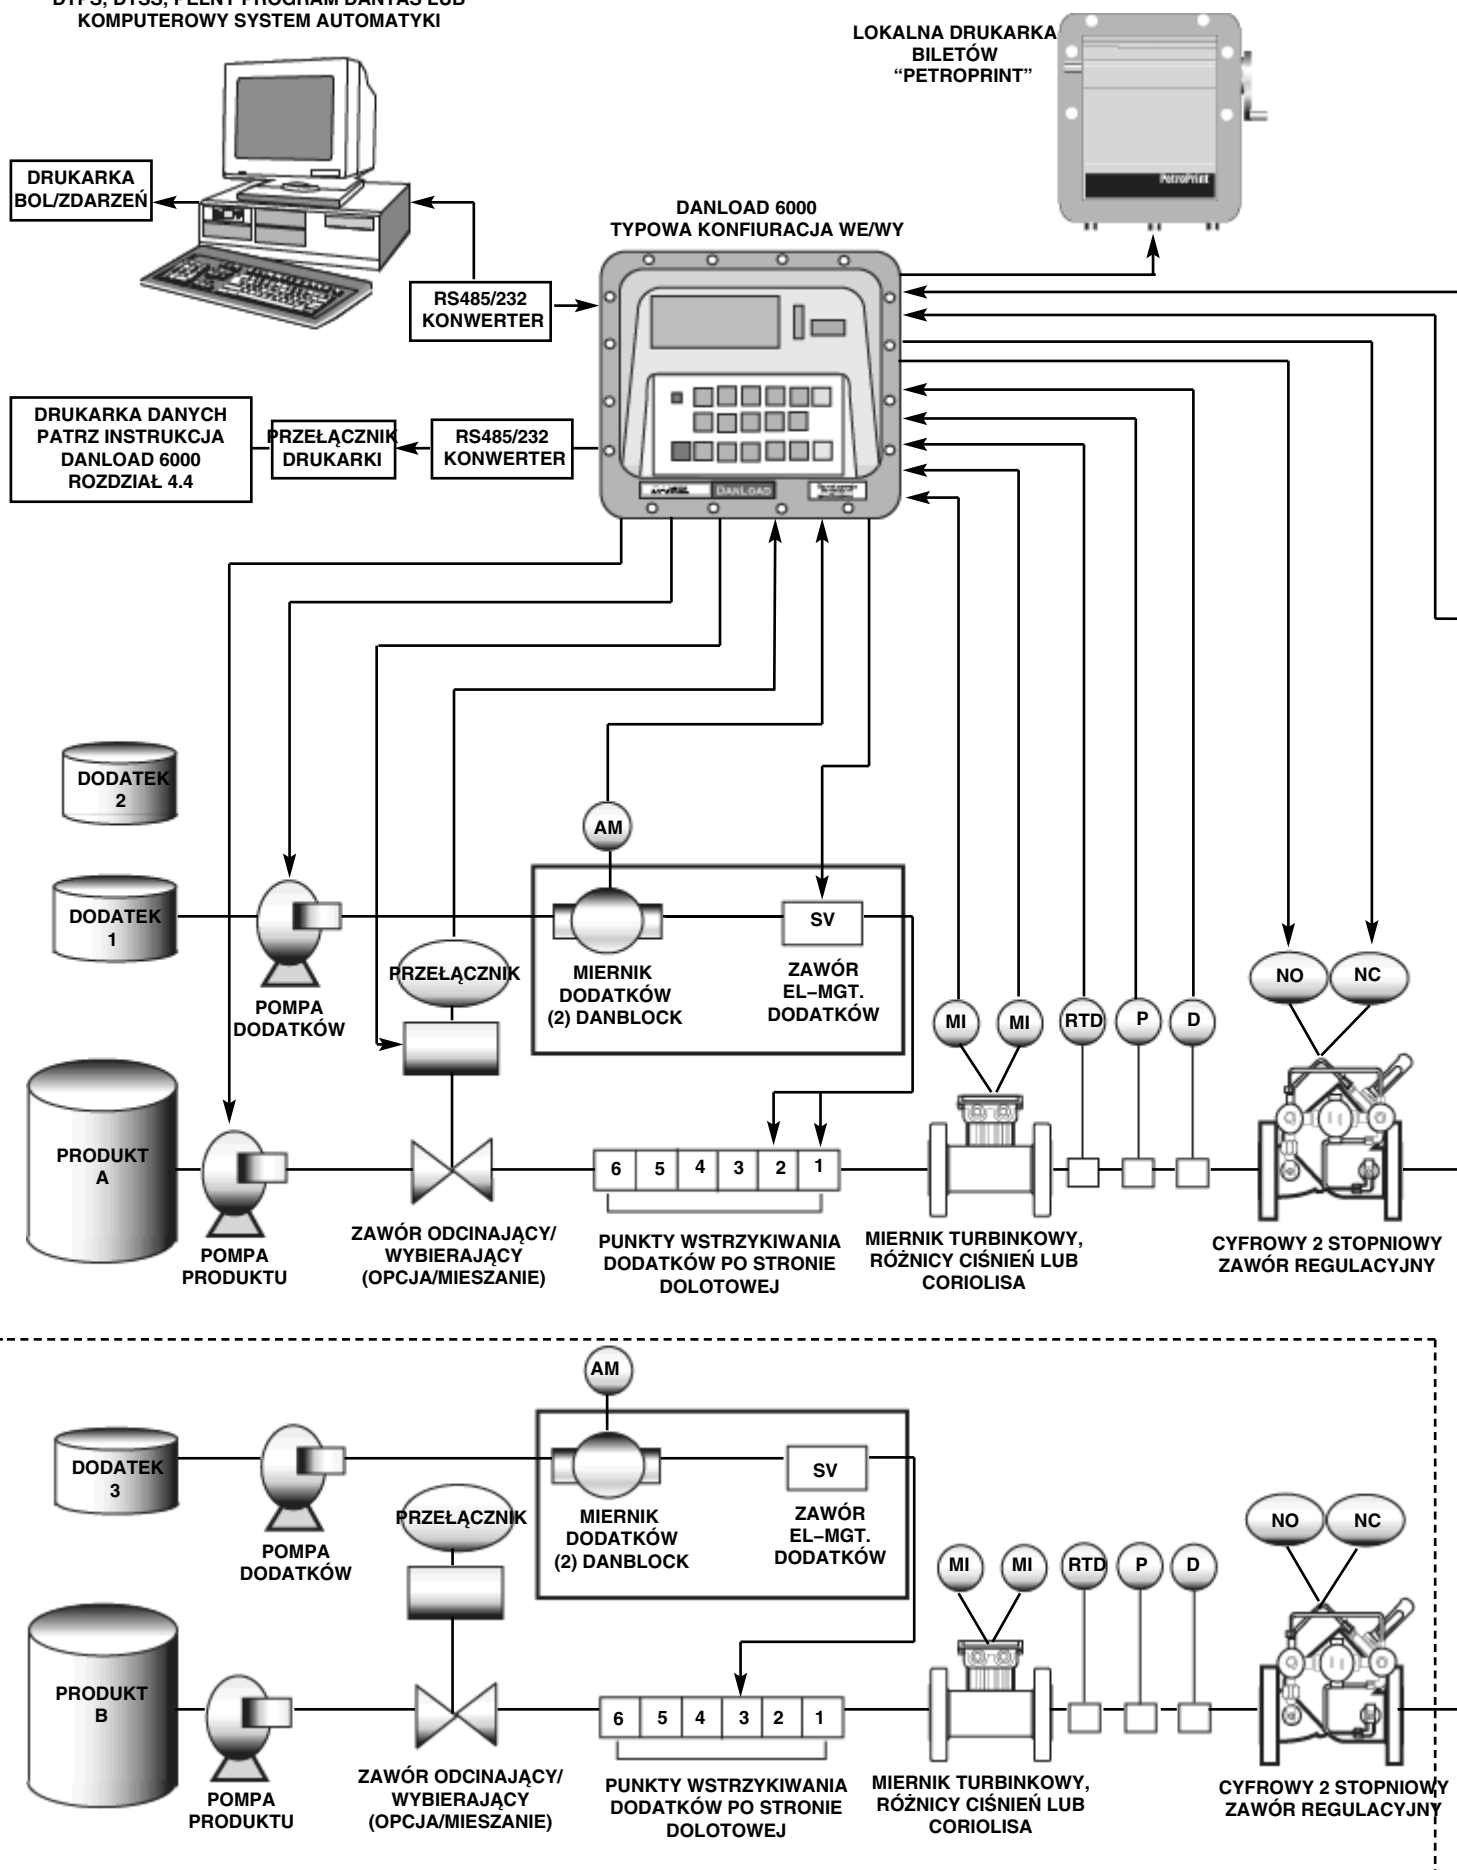 KOMPUTEROWY SYSTEM AUTOMATYKI
LOKALNA DRUKARKA
BILETÓW
“PETROPRINT”
PetroPrint
DRUKARKA
BOL/ZDARZEŃ
DANLOAD 6000
TYPOWA KONFIURACJA WE/WY
RS485/232
KONWERTER
DRUKARKA DANYCH
PATRZ INSTRUKCJA
DANLOAD 6000
ROZDZIAŁ 4.4
PRZEŁĄCZNIK
DRUKARKI
RS485/232
KONWERTER
DANLOAD
DODATEK
2
AM
DODATEK
1
SV
POMPA
DODATKÓW
PRZEŁĄCZNIK
MIERNIK
DODATKÓW
(2) DANBLOCK
ZAWÓR
EL–MGT.
DODATKÓW
NO
NC
MI
MI
RTD
P
D
PRODUKT
A
6 5 4 3 2 1
POMPA
PRODUKTU
ZAWÓR ODCINAJĄCY/
WYBIERAJĄCY
(OPCJA/MIESZANIE)
PUNKTY WSTRZYKIWANIA
DODATKÓW PO STRONIE
DOLOTOWEJ
MIERNIK TURBINKOWY,
RÓŻNICY CIŚNIEŃ LUB
CORIOLISA
CYFROWY 2 STOPNIOWY
ZAWÓR REGULACYJNY
AM
DODATEK
3
SV
POMPA
DODATKÓW
PRZEŁĄCZNIK
MIERNIK
DODATKÓW
(2) DANBLOCK
ZAWÓR
EL–MGT.
DODATKÓW
NO
NC
MI
MI
RTD
P
D
PRODUKT
B
6 5 4 3 2 1
POMPA
PRODUKTU
ZAWÓR ODCINAJĄCY/
WYBIERAJĄCY
(OPCJA/MIESZANIE)
PUNKTY WSTRZYKIWANIA
DODATKÓW PO STRONIE
DOLOTOWEJ
MIERNIK TURBINKOWY,
RÓŻNICY CIŚNIEŃ LUB
CORIOLISA
CYFROWY 2 STOPNIOWY
ZAWÓR REGULACYJNY